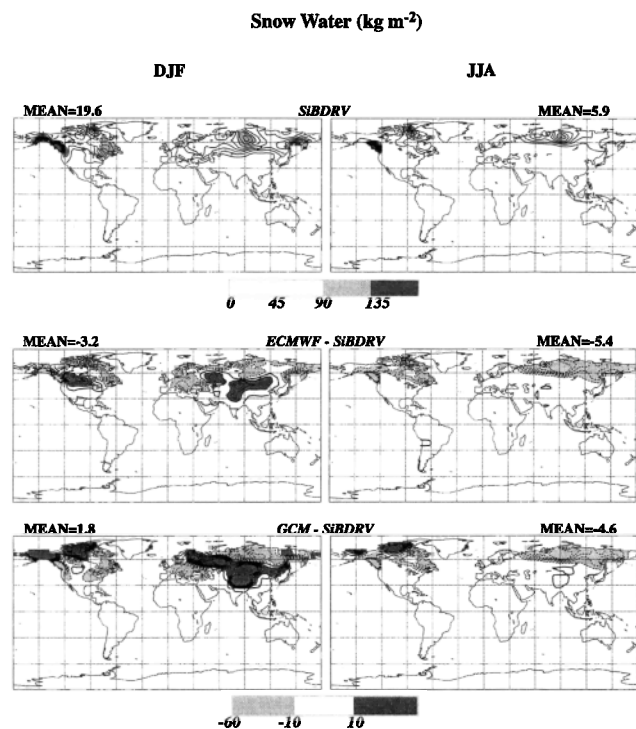 Snow Water (kg m-2)
DJF JJA
MEAN=19.6 SiBDRV MEAN=5.9
0 45 90 135
MEAN=-3.2 ECMWF - SiBDRV MEAN=-5.4
MEAN=1.8 GCM - SiBDRV MEAN=-4.6
-60 -10 10